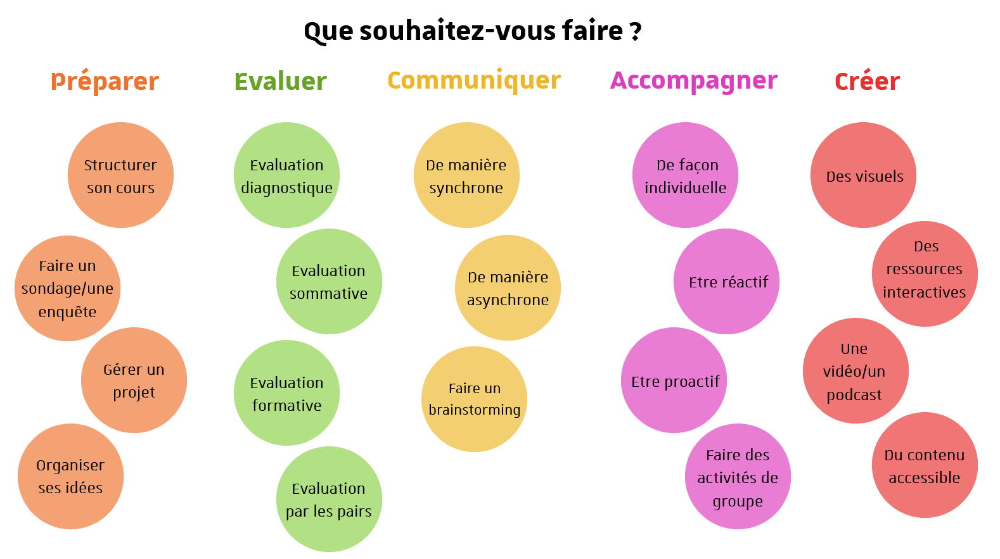 Que souhaitez-vous faire ?
Préparer
Structurer
son cours
Faire un
sondage/une
enquête
Gérer un
projet
Organiser
ses idées
Evaluer
Evaluation
diagnostique
Evaluation
sommative
Evaluation
formative
Evaluation
par les pairs
Communiquer
De manière
synchrone
De manière
asynchrone
Faire un
brainstorming
Accompagner
De façon
individuelle
Etre réactif
Etre proactif
Faire des
activités de
groupe
Créer
Des visuels
Des
ressources
interactives
Une
vidéo/un
podcast
Du contenu
accessible